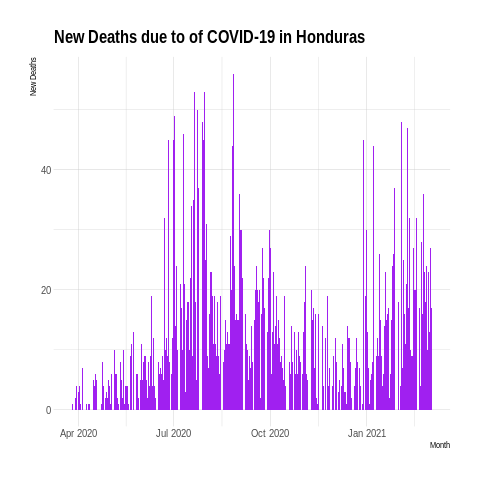 New Deaths due to of COVID-19 in Honduras
New Deaths
40
20
0
Apr 2020 Jul 2020 Oct 2020 Jan 2021
Month